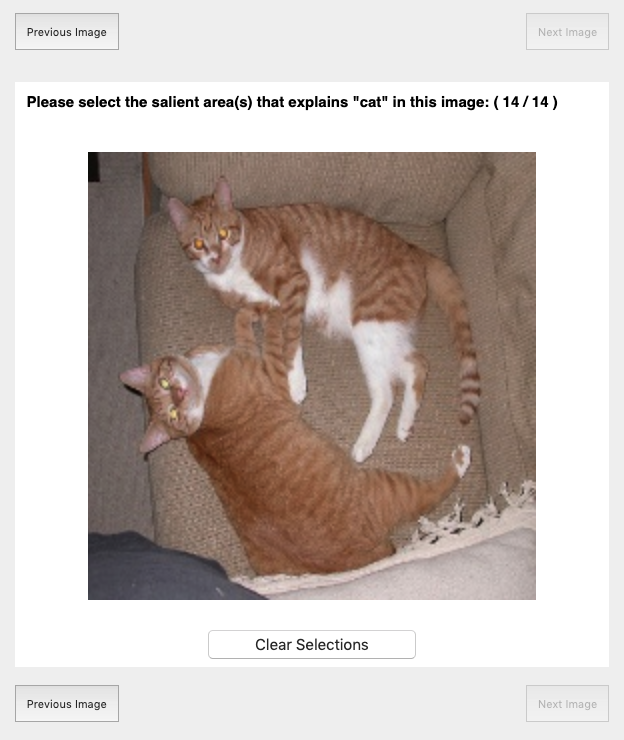 Previous Image
Next Image
Please select the salient area(s) that explains "cat" in this image: ( 14 / 14 )
Clear Selections
Previous Image
Next Image